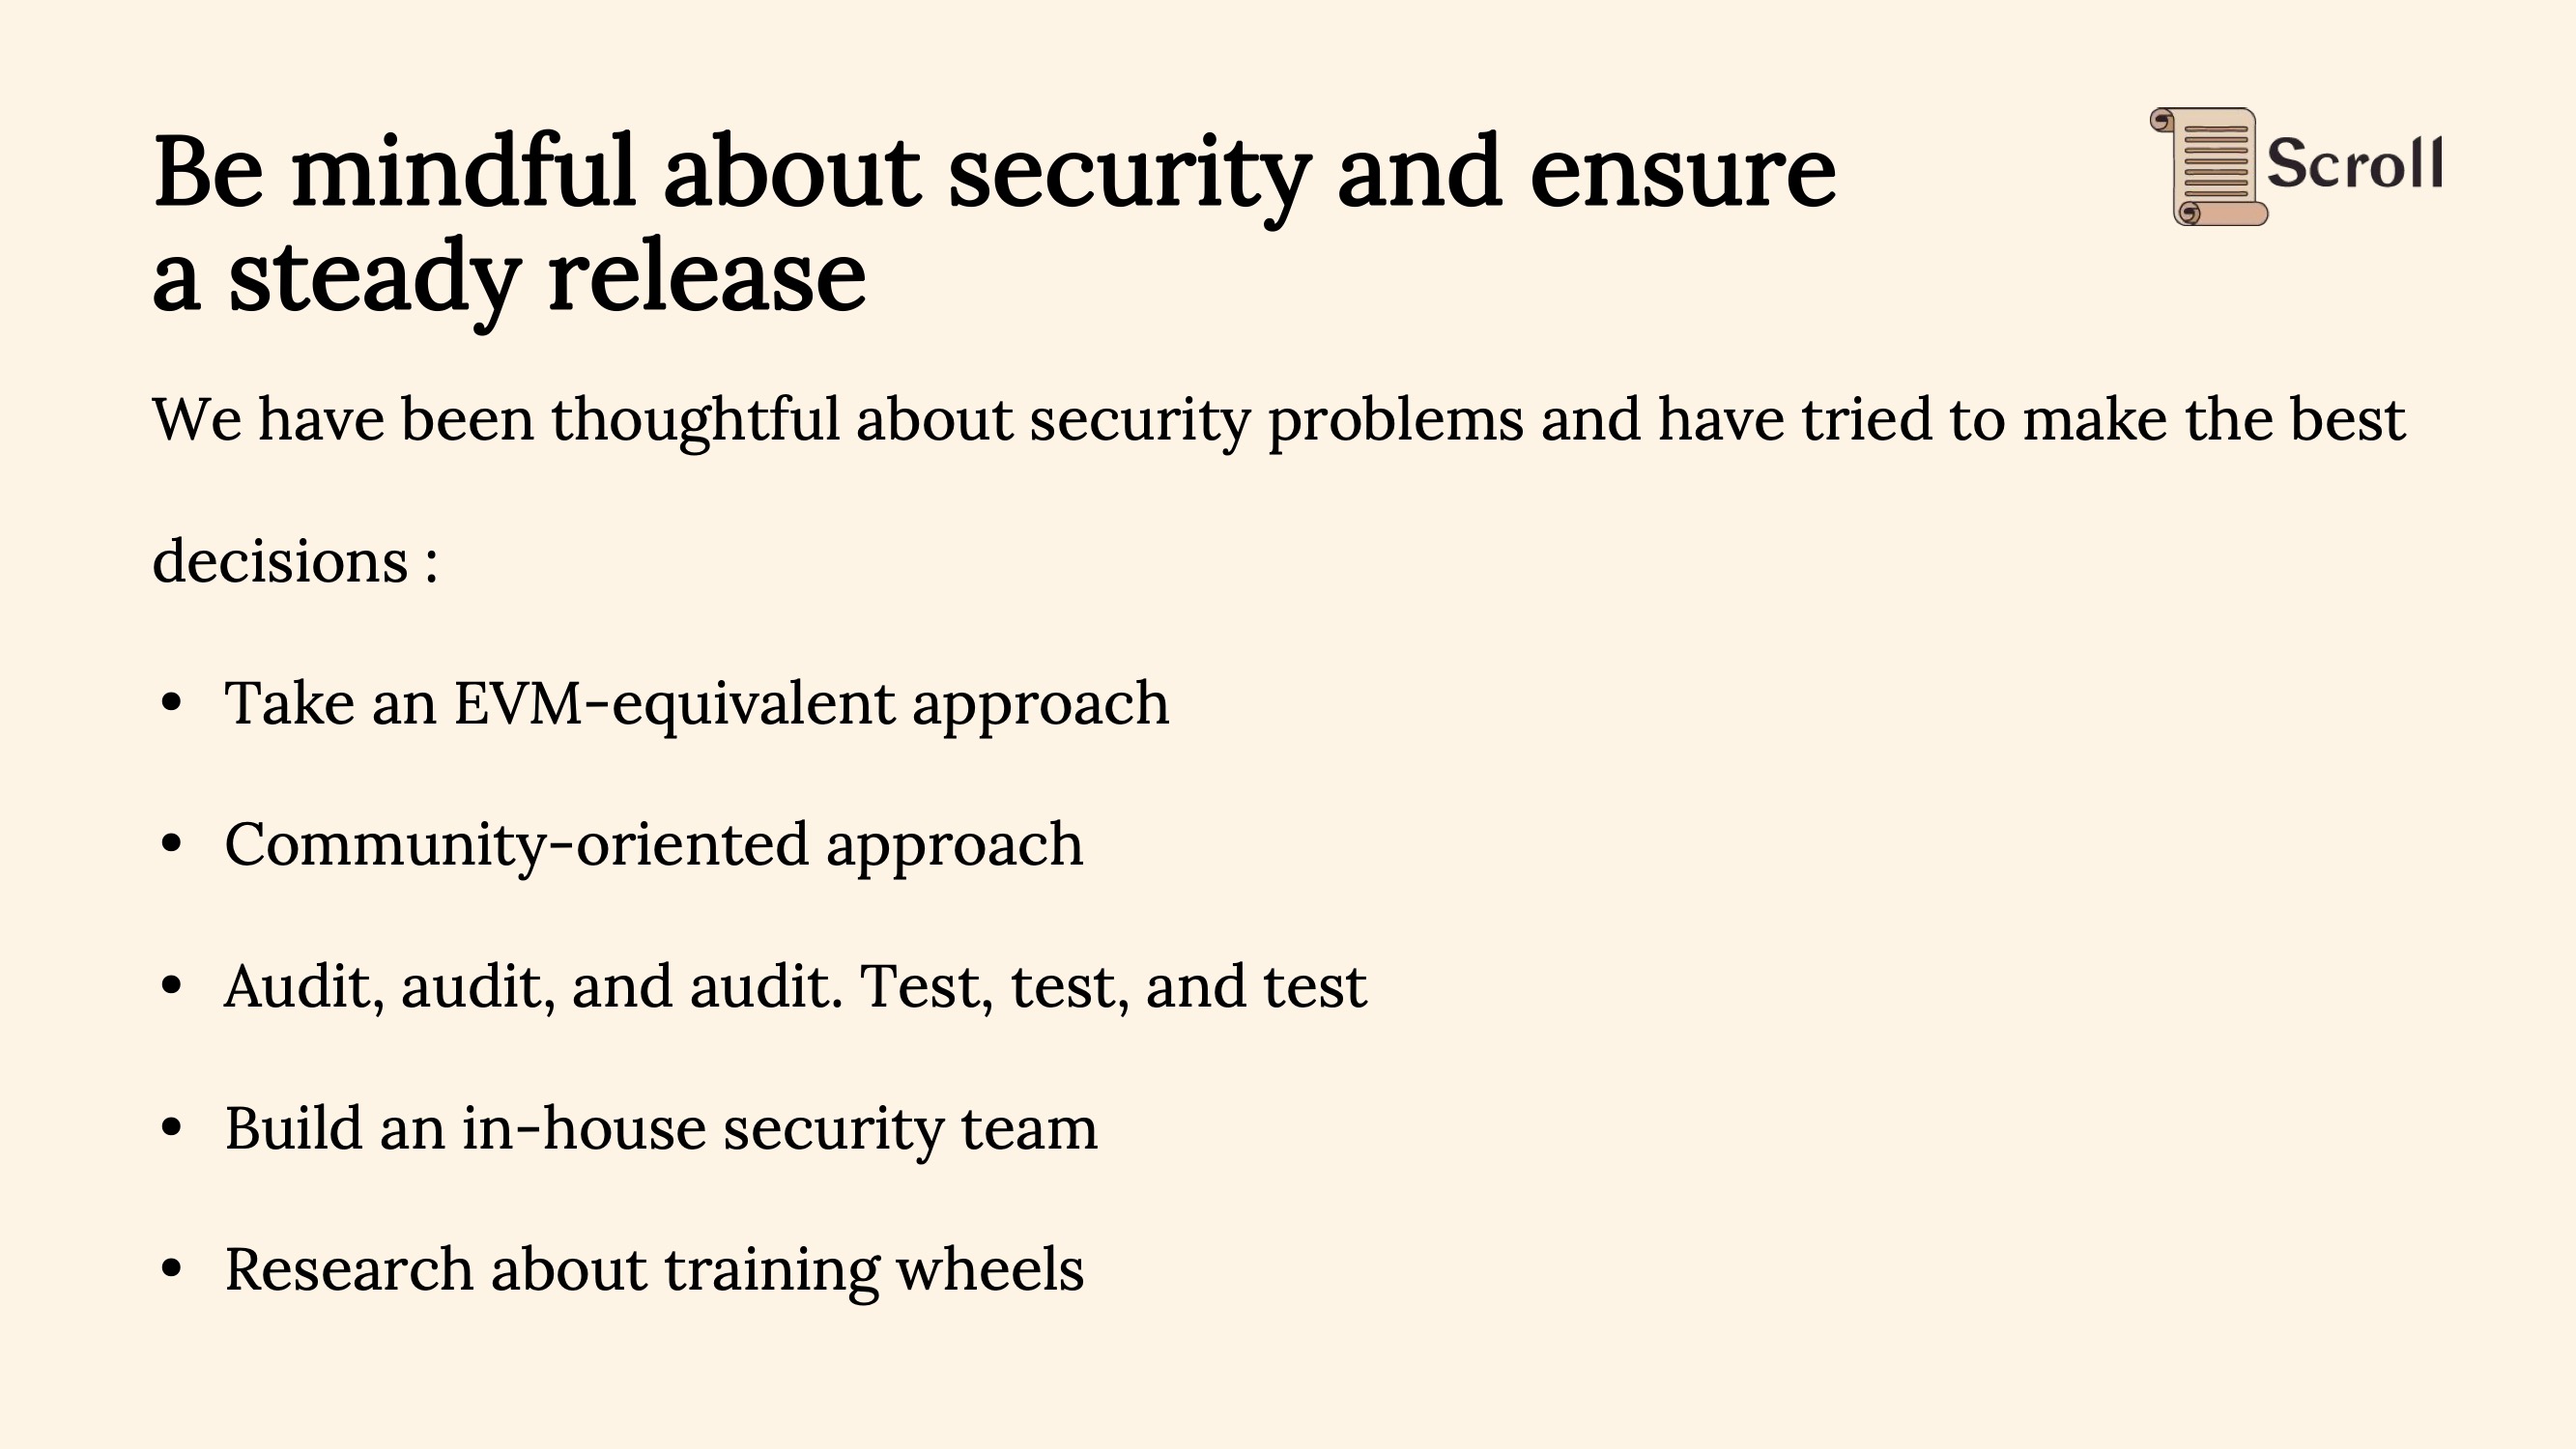 Be mindful about security and ensure
a steady release
Scroll
We have been thoughtful about security problems and have tried to make the best
decisions :
• Take an EVM-equivalent approach
• Community-oriented approach
• Audit, audit, and audit. Test, test, and test
• Build an in-house security team
• Research about training wheels